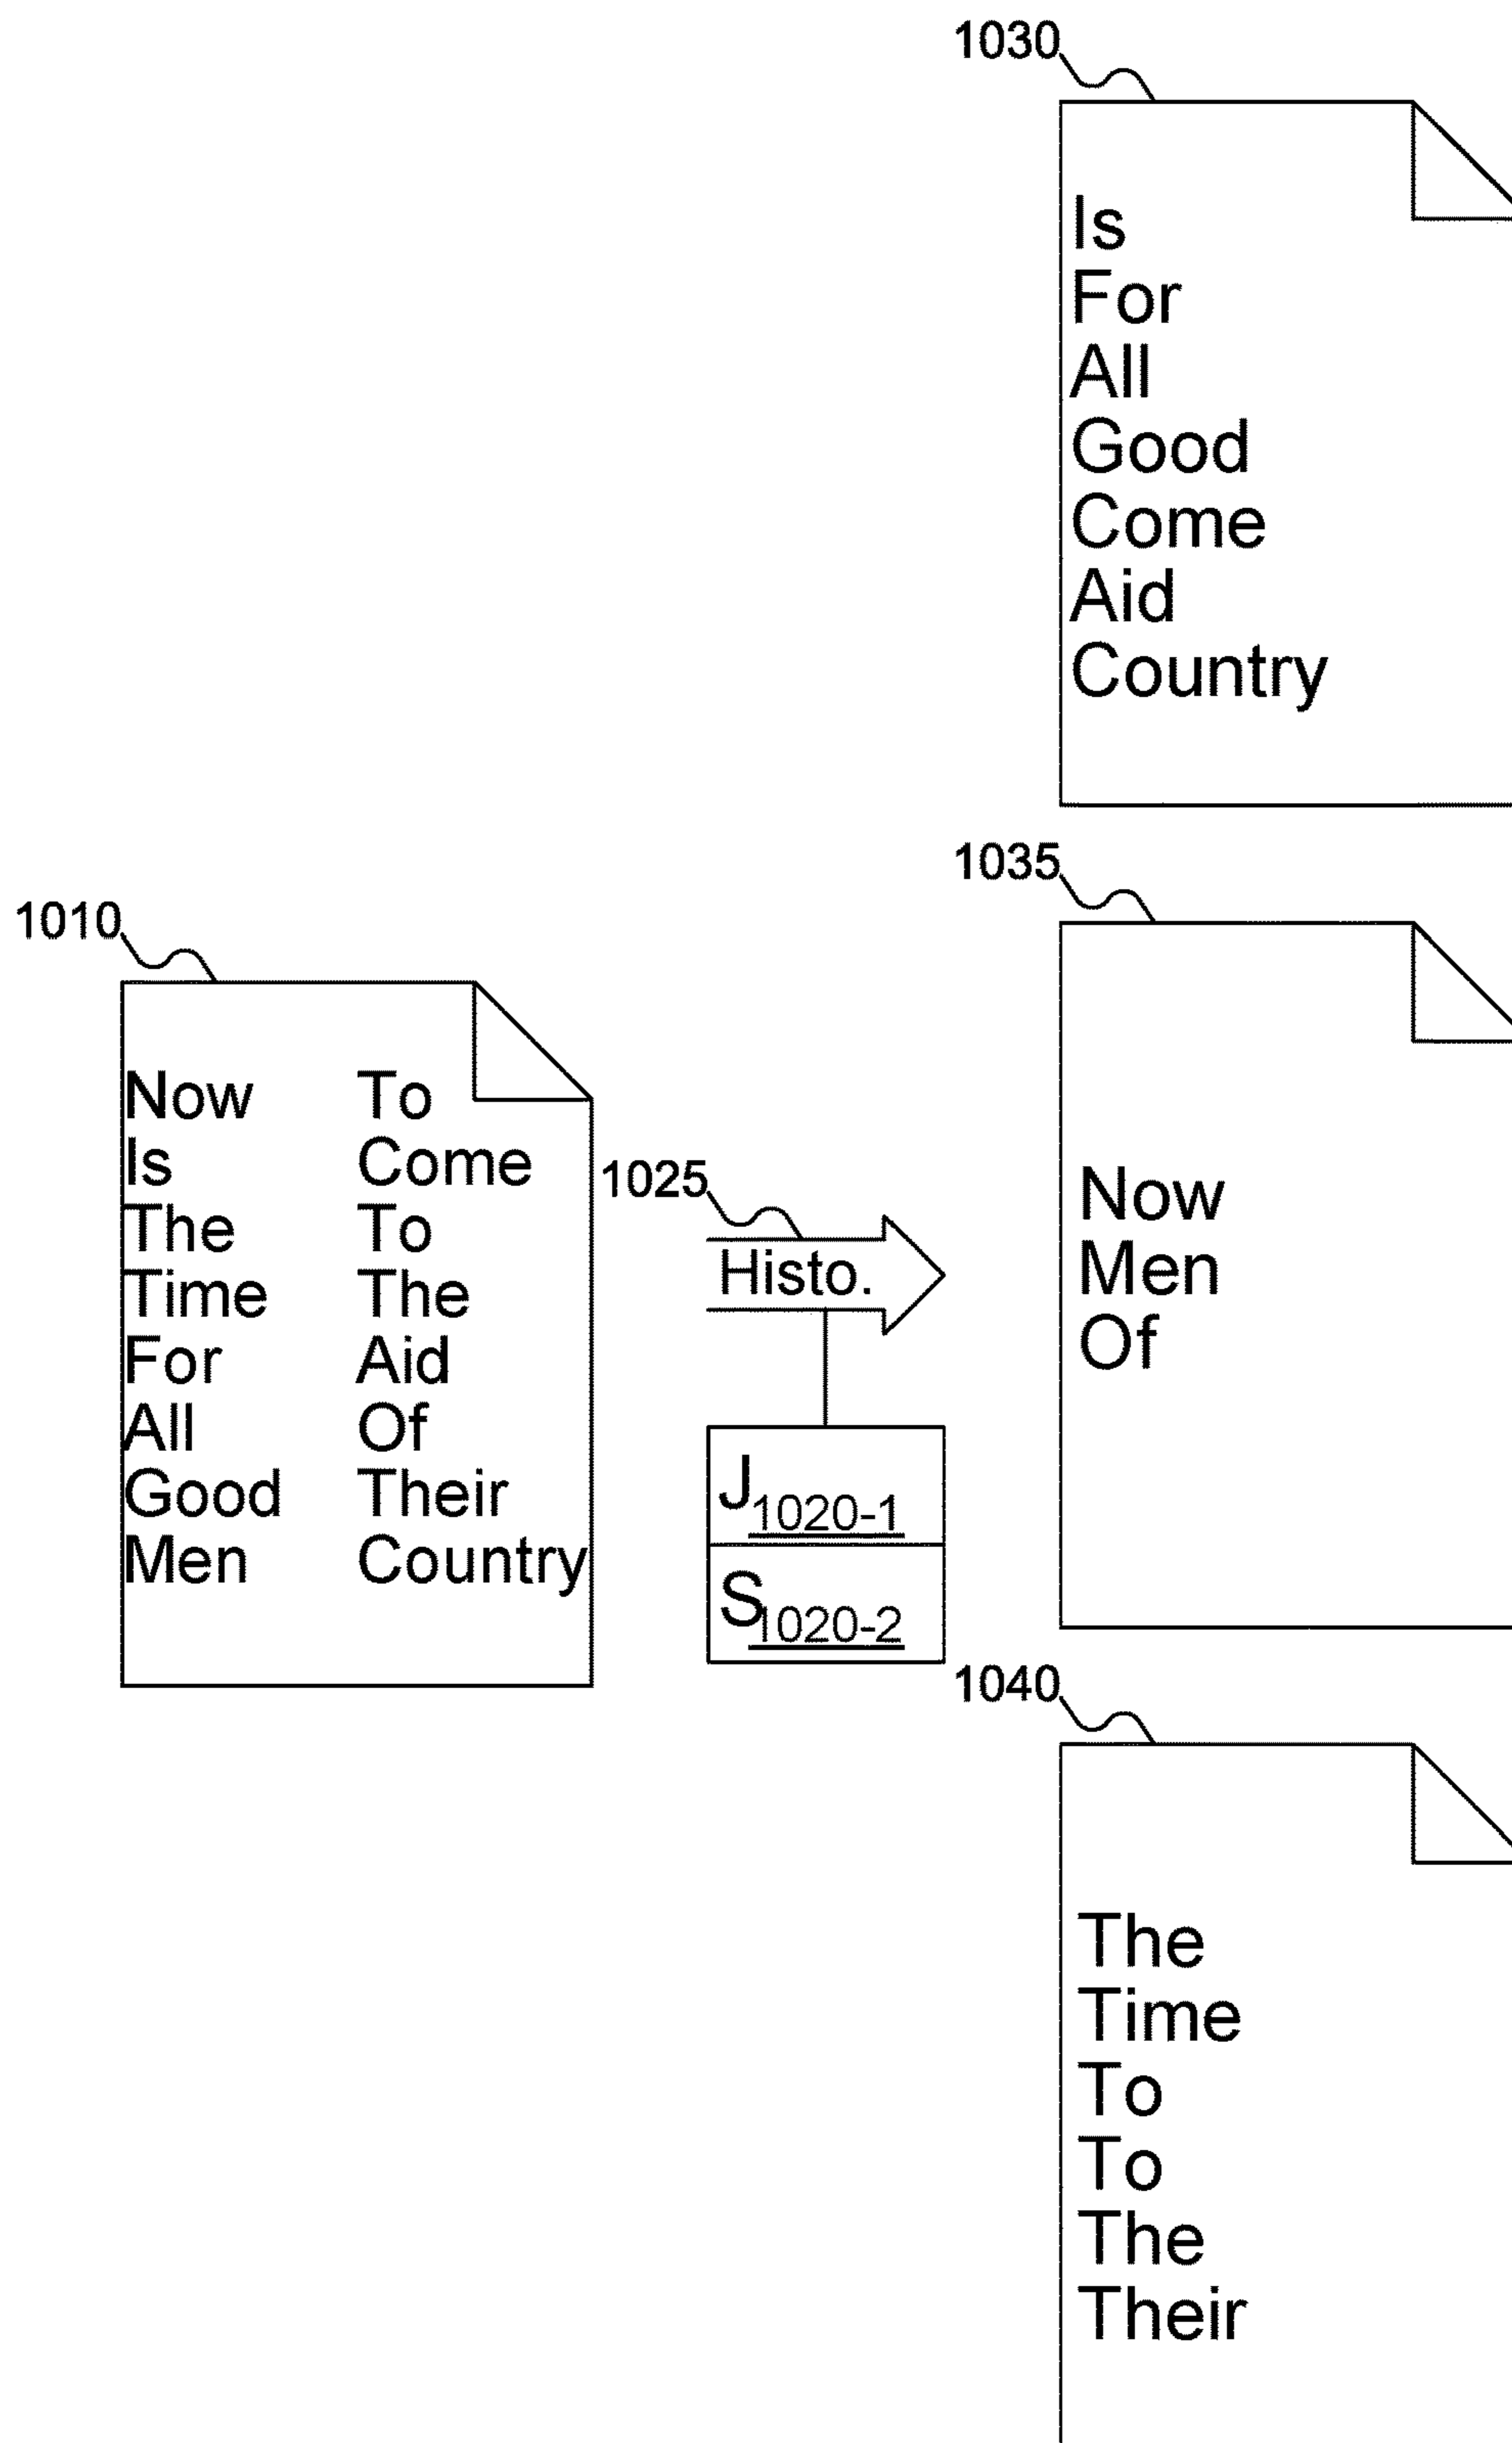 1030
Is
For
All
Good
Come
Aid
Country
1035
Now
Men
Of
1010
Now
Is
The
Time
For
All
Good
Men
To
Come
To
The
Aid
Of
Their
Country
1025
Histo.
J 1020-1
S 1020-2
1040
The
Time
To
To
The
Their